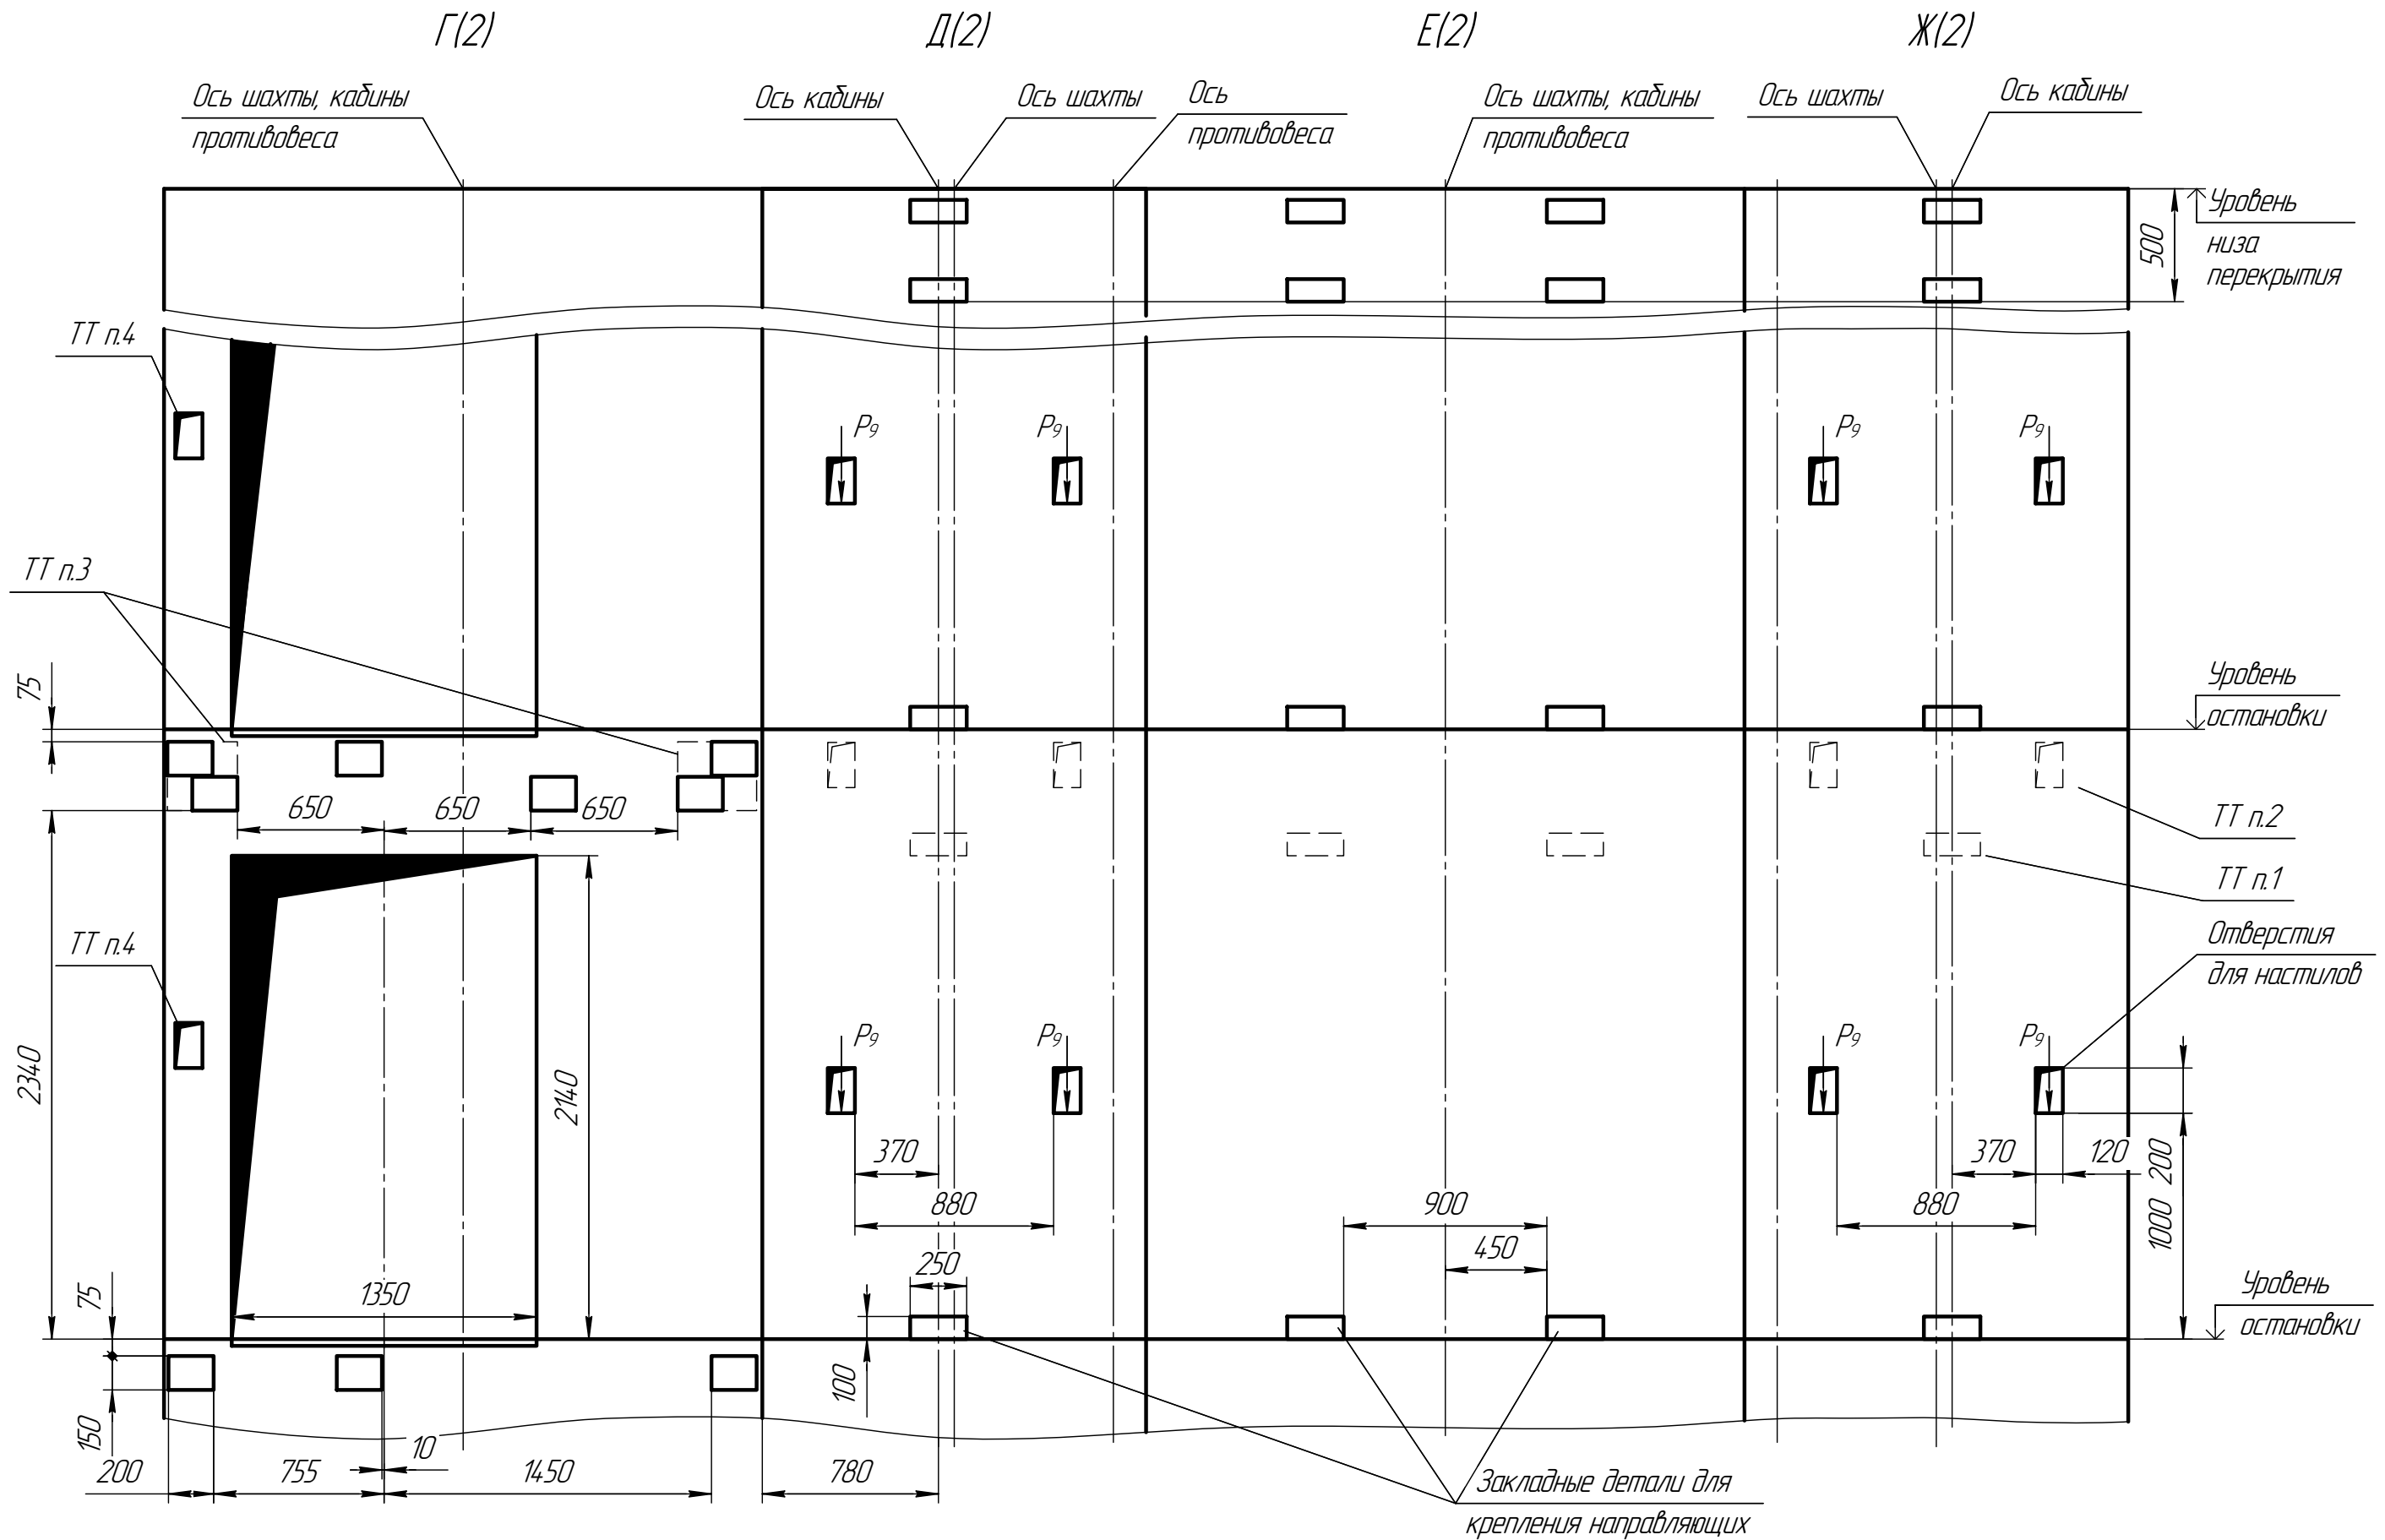 Г(2)
Д(2)
Е(2)
Ж(2)
Ось шахты, кабины
противовеса
Ось кабины
Ось шахты
Ось
противовеса
Ось шахты, кабины
противовеса
Ось шахты
Ось кабины
Уровень
низа
перекрытия
500
ТТ п.4
Р₉
Р₉
Р₉
Р₉
ТТ п.3
75
Уровень
остановки
650
650
650
ТТ п.2
ТТ п.1
ТТ п.4
Отверстия
для настилов
2340
2140
Р₉
Р₉
Р₉
Р₉
370
880
250
900
450
370
120
880
200
1000
75
1350
100
Уровень
остановки
150
200
755
10
1450
780
Закладные детали для
крепления направляющих